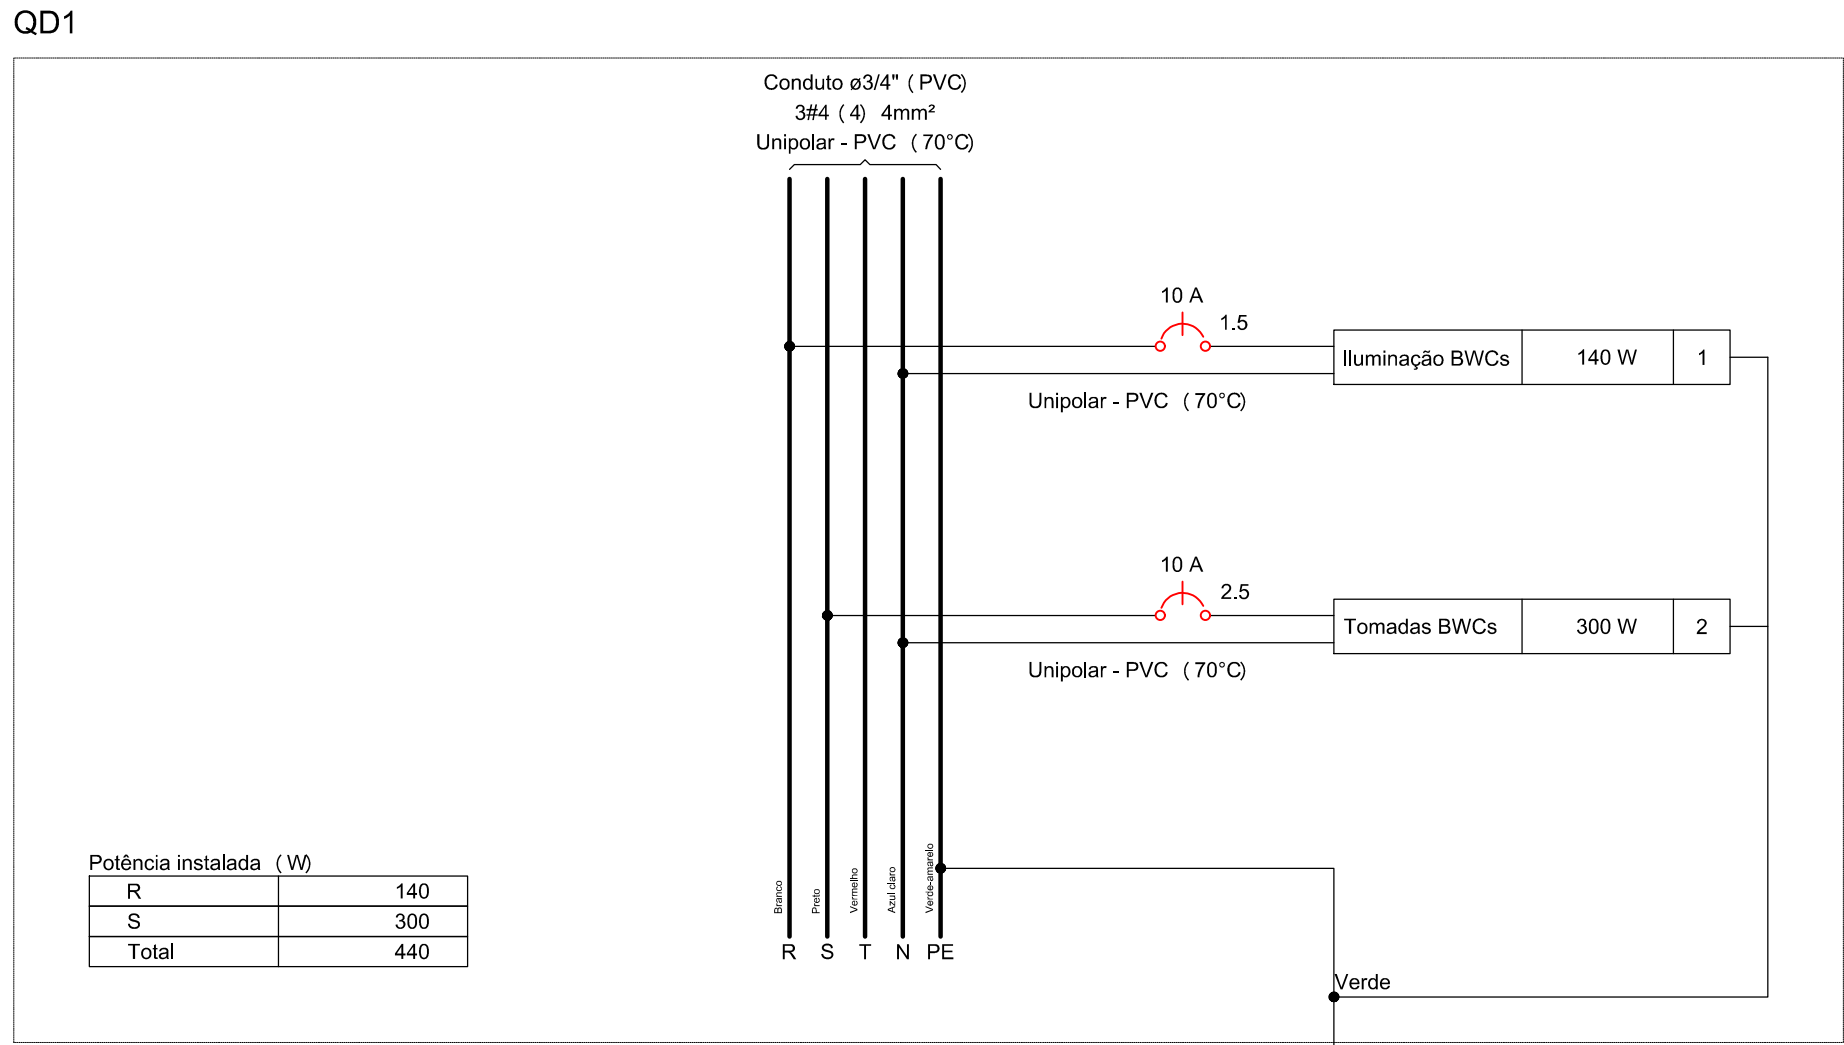 QD1
Conduto ø3/4" (PVC)
3#4 (4) 4mm²
Unipolar - PVC (70°C)
10 A
1.5
Iluminação BWCs 140 W 1
Unipolar - PVC (70°C)
10 A
2.5
Tomadas BWCs 300 W 2
Unipolar - PVC (70°C)
Potência instalada (W)
R 140
S 300
Total 440
Branco
Preto
Vermelho
Azul claro
Verde-amarelo
R S T N PE
Verde